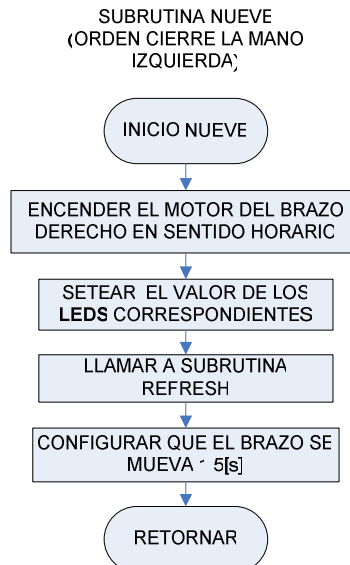 SUBRUTINA NUEVE
(ORDEN CIERRE LA MANO
IZQUIERDA)
INICIO NUEVE
ENCENDER EL MOTOR DEL BRAZO
DERECHO EN SENTIDO HORARIO
SETEAR EL VALOR DE LOS
LEDS CORRESPONDIENTES
LLAMAR A SUBRUTINA
REFRESH
CONFIGURAR QUE EL BRAZO SE
MUEVA 5[s]
RETORNAR